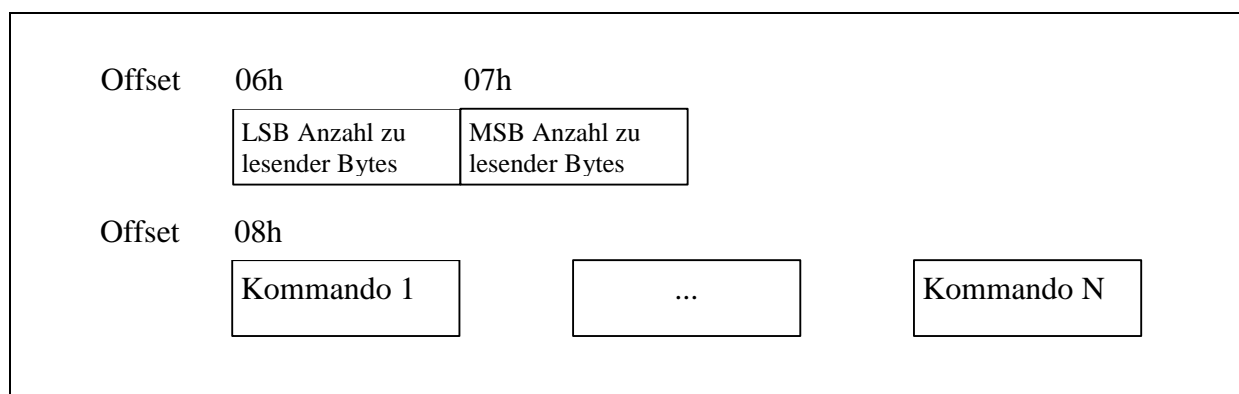 Offset 06h 07h
LSB Anzahl zu MSB Anzahl zu
lesender Bytes lesender Bytes
Offset 08h
Kommando 1 ... Kommando N